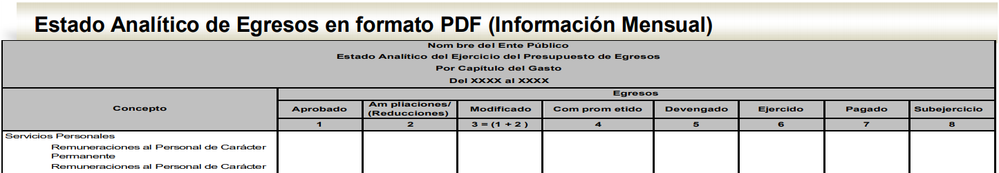 Estado Analítico de Egresos en formato PDF (Información Mensual)
Nom bre del Ente Público
Estado Analítico del Ejercicio del Presupuesto de Egresos
Por Capítulo del Gasto
Del XXXX al XXXX
Egresos
Concepto
Aprobado
Am pliaciones/
(Reducciones)
Modificado
Com prom etido
Devengado
Ejercido
Pagado
Subejercicio
1
2
3 = (1 + 2 )
4
5
6
7
8
Servicios Personales
Remuneraciones al Personal de Carácter
Permanente
Remuneraciones al Personal de Carácter